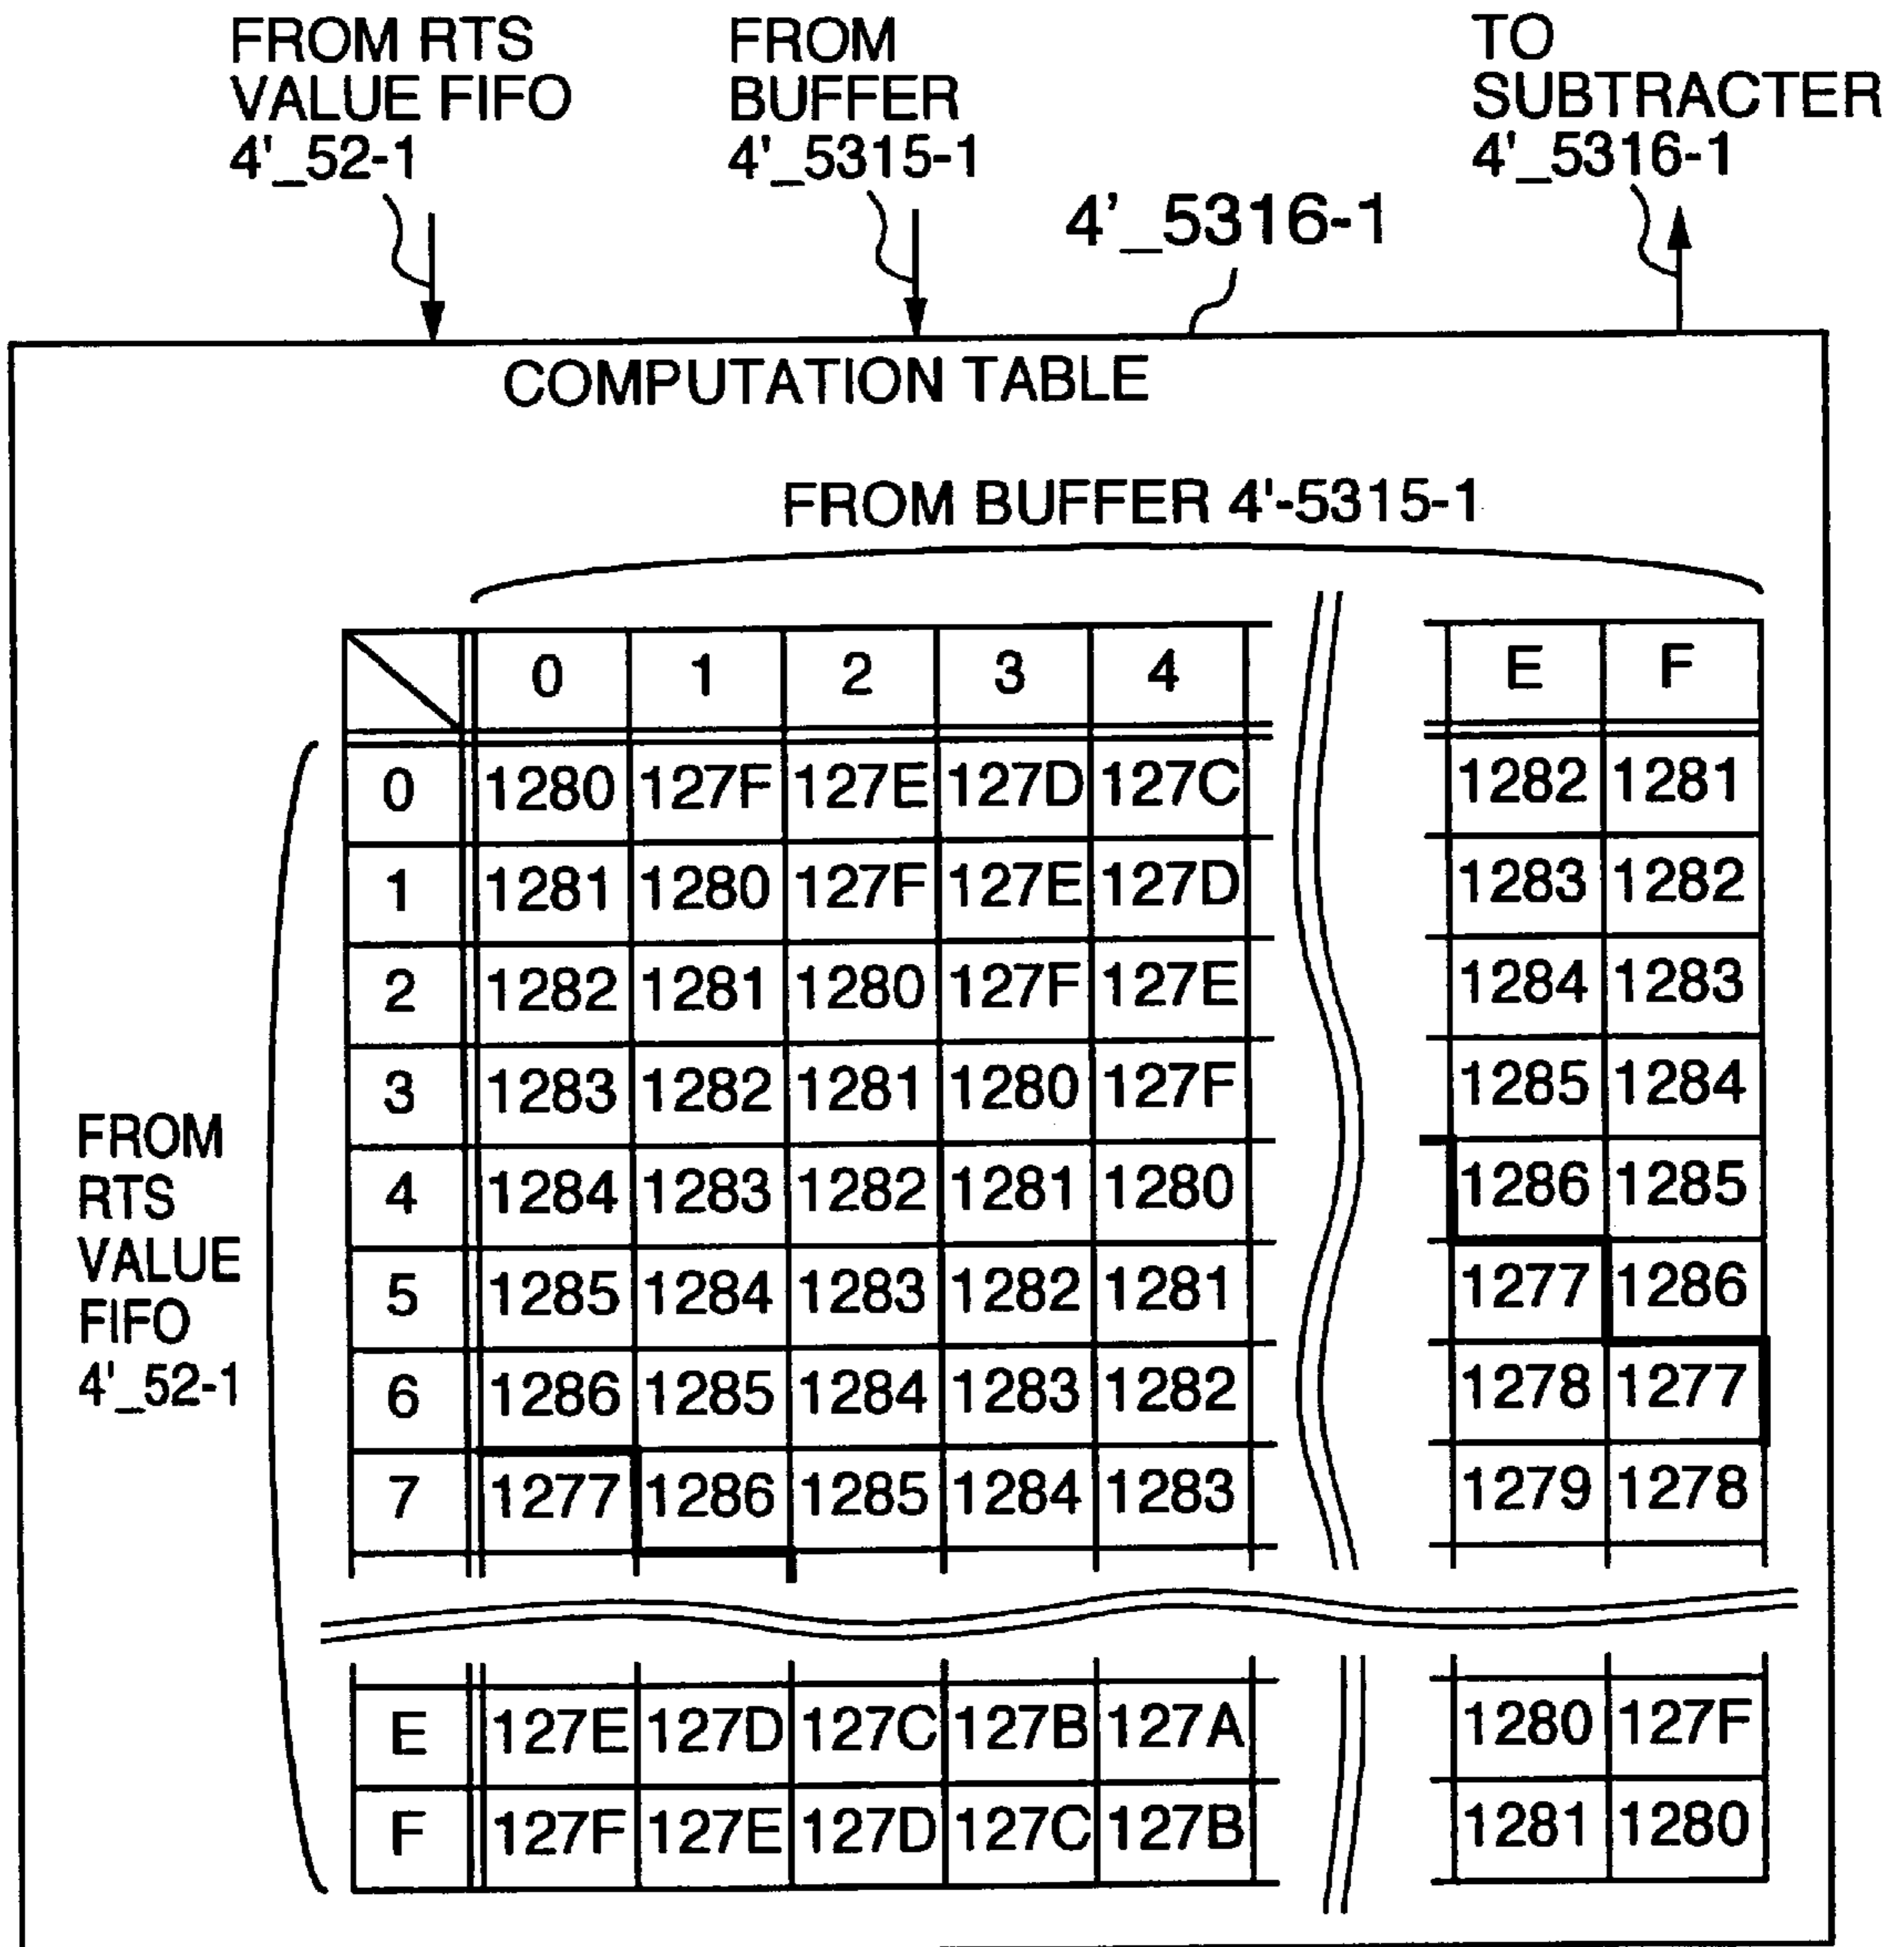 FROM RTS
VALUE FIFO
4'_52-1
FROM
BUFFER
4'_5315-1
TO
SUBTRACTER
4'_5316-1
4'_5316-1
COMPUTATION TABLE
FROM BUFFER 4'-5315-1
0 1 2 3 4 E F
0 1280 127F 127E 127D 127C 1282 1281
1 1281 1280 127F 127E 127D 1283 1282
2 1282 1281 1280 127F 127E 1284 1283
3 1283 1282 1281 1280 127F 1285 1284
4 1284 1283 1282 1281 1280 1286 1285
5 1285 1284 1283 1282 1281 1277 1286
6 1286 1285 1284 1283 1282 1278 1277
7 1277 1286 1285 1284 1283 1279 1278
E 127E 127D 127C 127B 127A 1280 127F
F 127F 127E 127D 127C 127B 1281 1280
FROM
RTS
VALUE
FIFO
4'_52-1